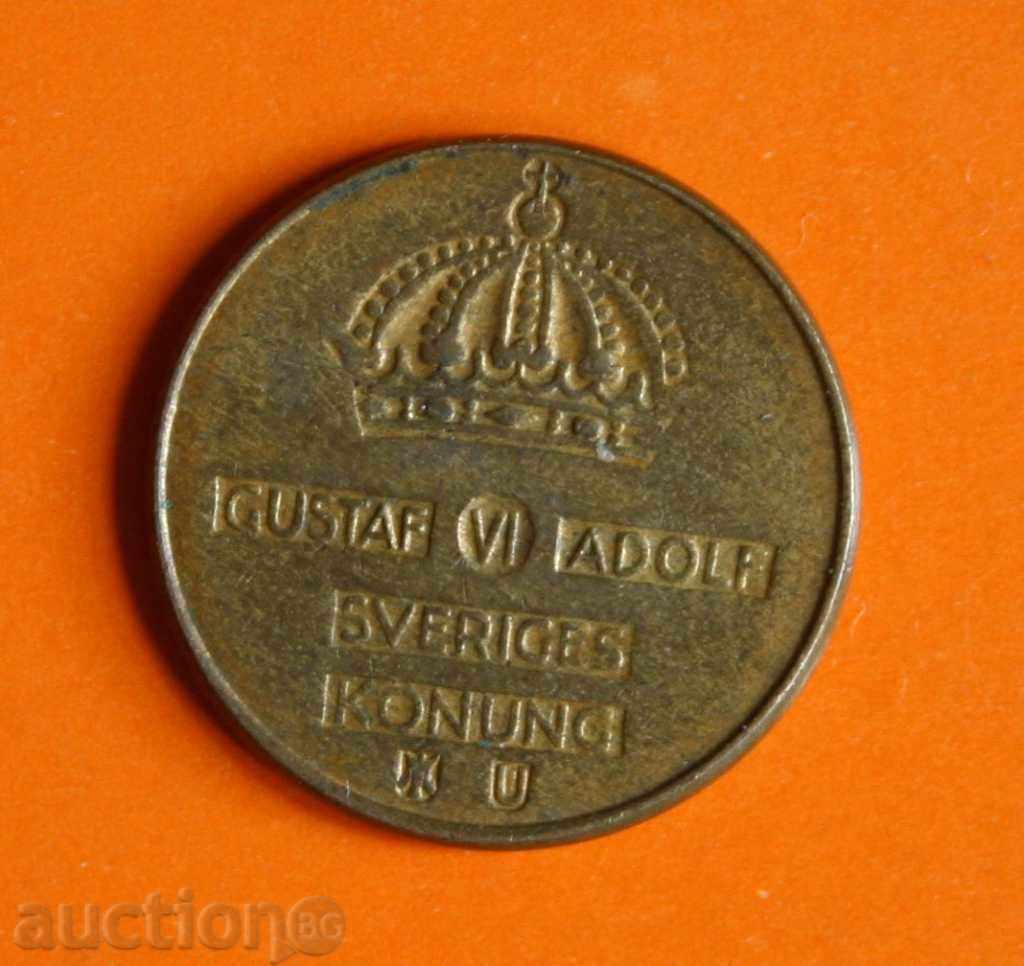 GUSTAF VI ADOLF
SVERIGES
KONUNG
U
auctionBG